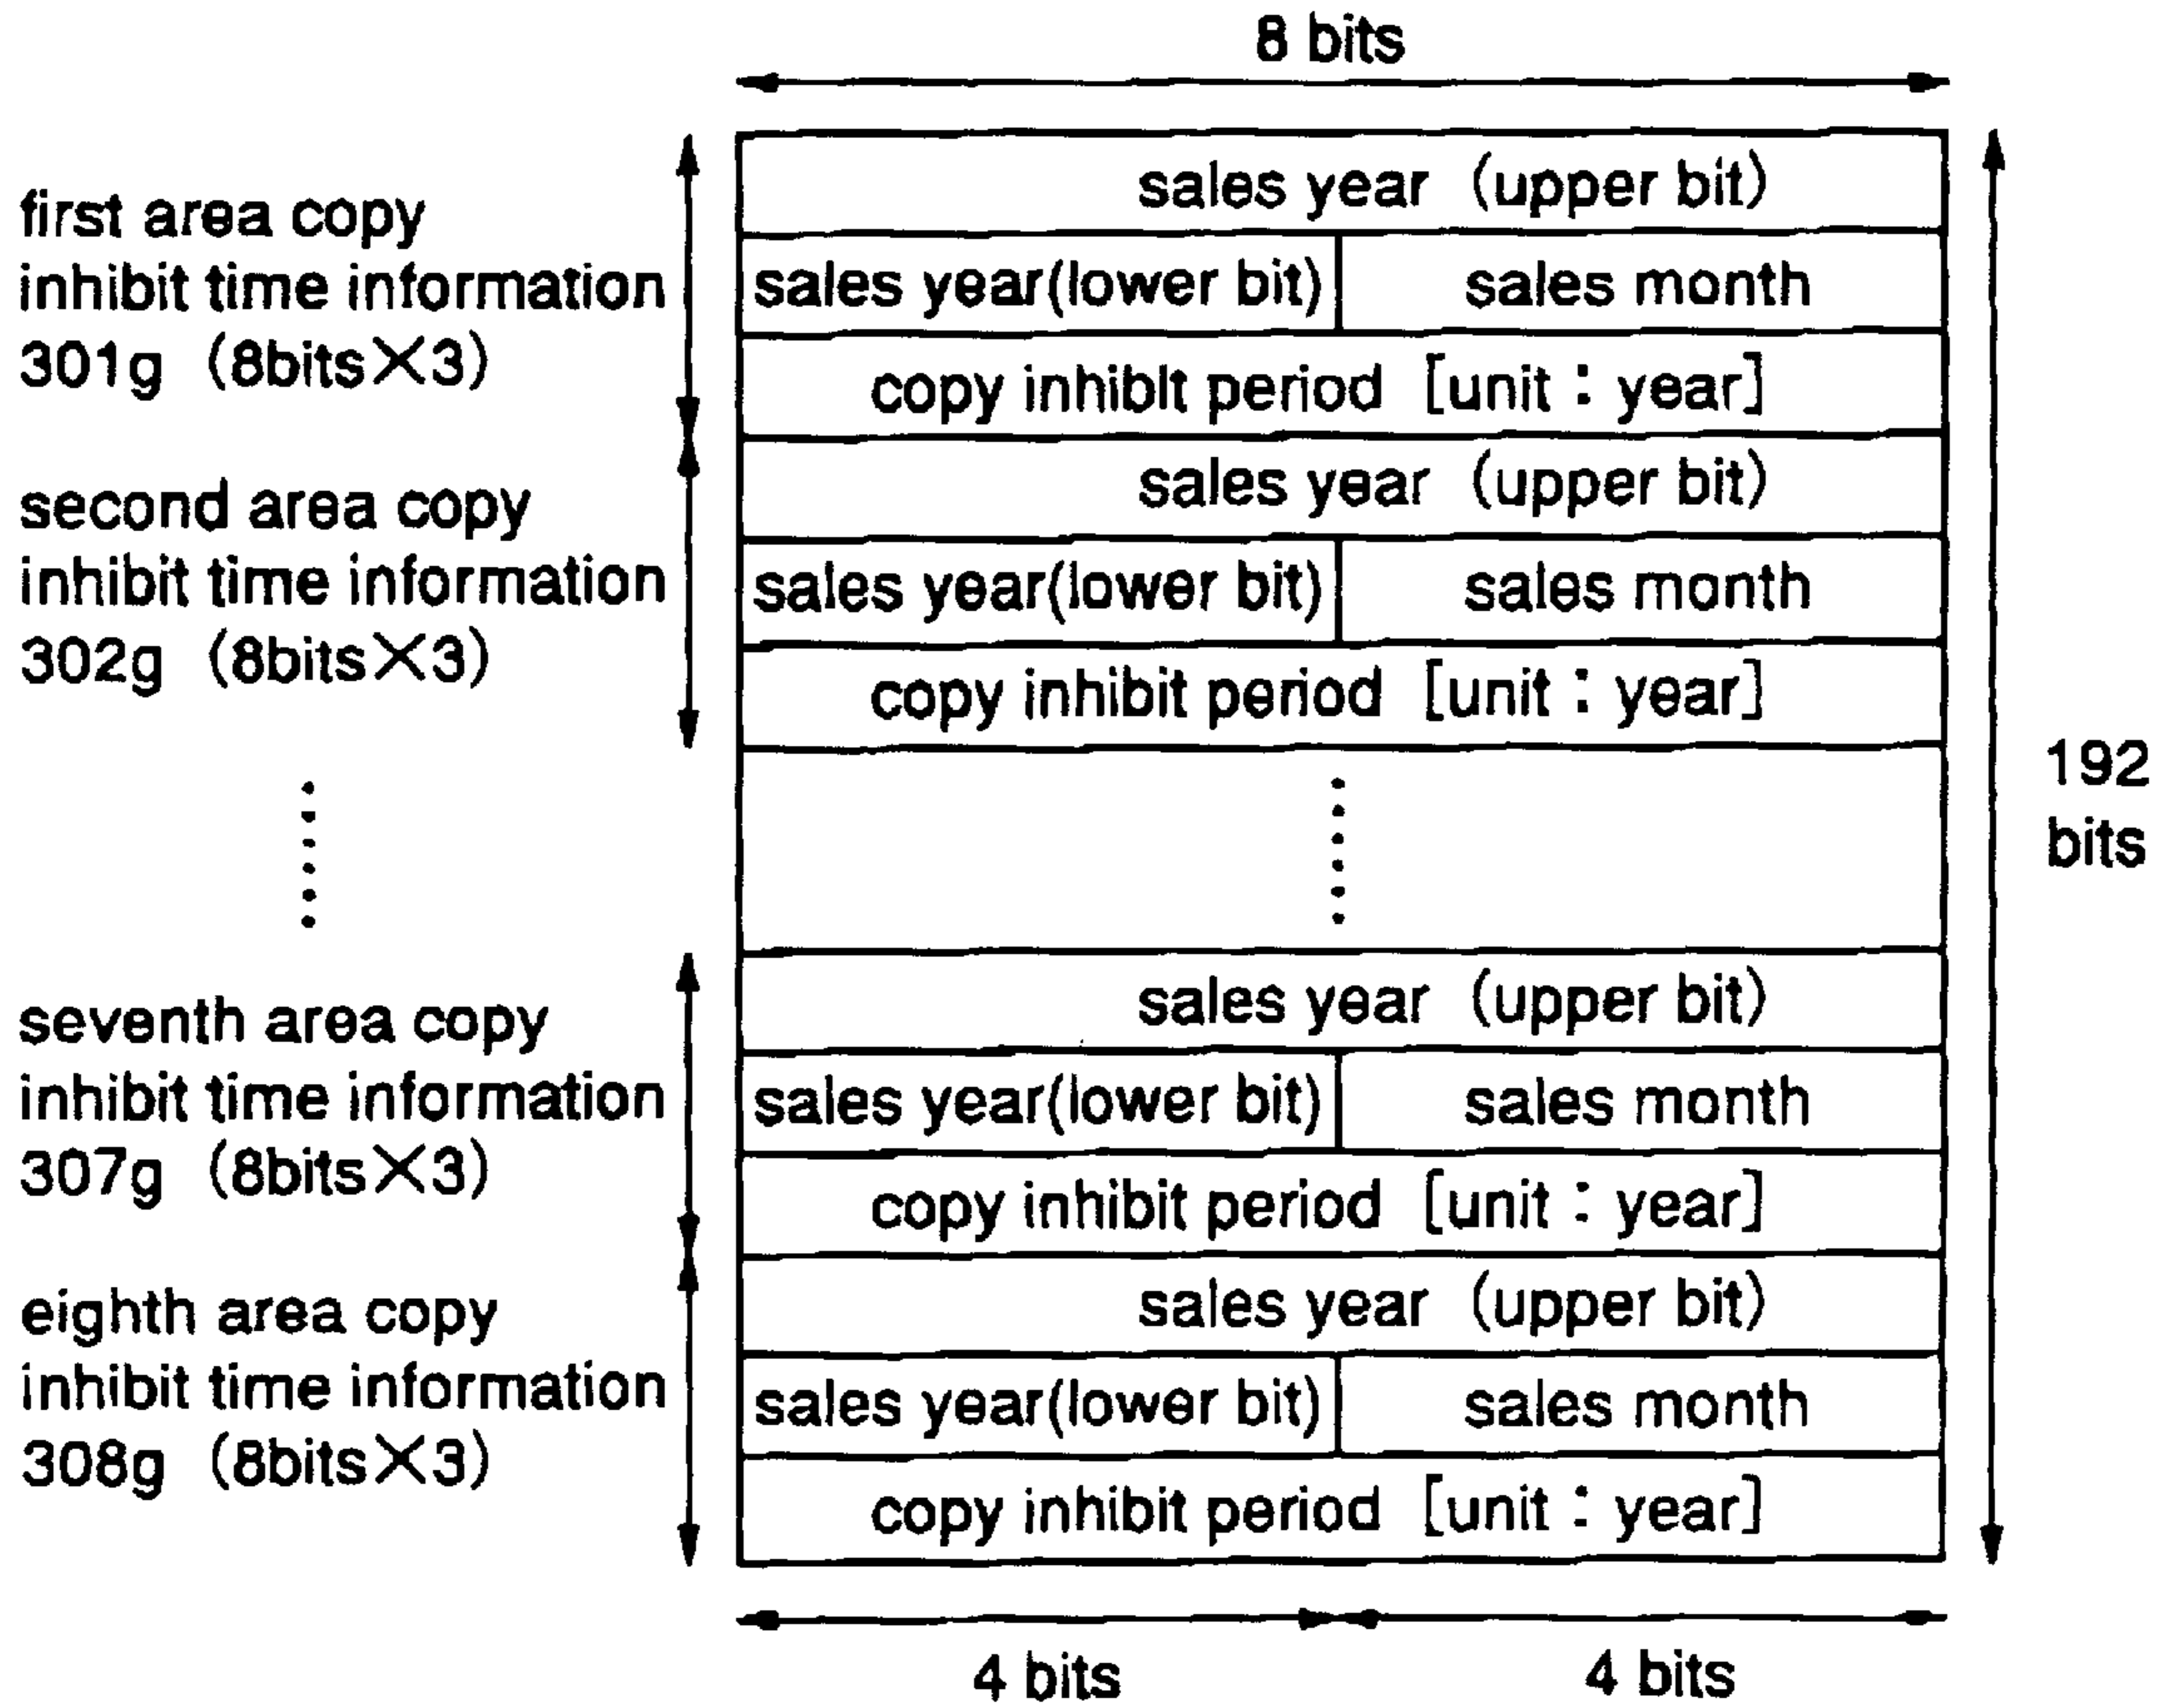 8 bits
first area copy
inhibit time information
301g (8bits×3)
sales year (upper bit)
sales year(lower bit) sales month
copy inhibit period [unit : year]
second area copy
inhibit time information
302g (8bits×3)
sales year (upper bit)
sales year(lower bit) sales month
copy inhibit period [unit : year]
192
bits
seventh area copy
inhibit time information
307g (8bits×3)
sales year (upper bit)
sales year(lower bit) sales month
copy inhibit period [unit : year]
eighth area copy
inhibit time information
308g (8bits×3)
sales year (upper bit)
sales year(lower bit) sales month
copy inhibit period [unit : year]
4 bits 4 bits